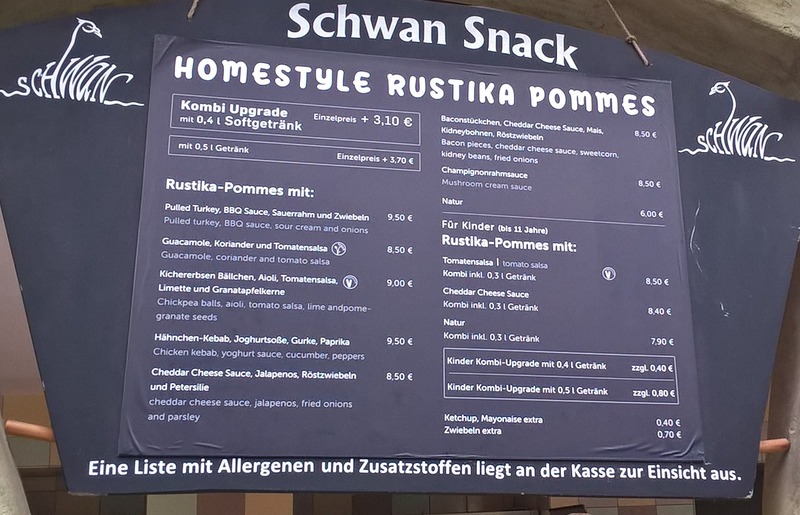 Schwan Snack
SCHWAN
SCHWAN
HOMESTYLE RUSTIKA POMMES
Kombi Upgrade
mit 0,4 l Softgetränk Einzelpreis + 3,10 €
mit 0,5 l Getränk Einzelpreis + 3,70 €
Rustika-Pommes mit:
Pulled Turkey, BBQ Sauce, Sauerrahm und Zwiebeln 9,50 €
Pulled turkey, BBQ sauce, sour cream and onions
Guacamole, Koriander und Tomatensalsa 8,50 €
Guacamole, coriander and tomato salsa
Kichererbsen Bällchen, Aioli, Tomatensalsa, 9,00 €
Limette und Granatapfelkerne
Chickpea balls, aioli, tomato salsa, lime andpome-
granate seeds
Hähnchen-Kebab, Joghurtsoße, Gurke, Paprika 9,50 €
Chicken kebab, yoghurt sauce, cucumber, peppers
Cheddar Cheese Sauce, Jalapenos, Röstzwiebeln 8,50 €
und Petersilie
cheddar cheese sauce, jalapenos, fried onions
and parsley
Baconstückchen, Cheddar Cheese Sauce, Mais, 8,50 €
Kidneybohnen, Röstzwiebeln
Bacon pieces, cheddar cheese sauce, sweetcorn,
kidney beans, fried onions
Champignonrahmsauce 8,50 €
Mushroom cream sauce
Natur 6,00 €
Für Kinder (bis 11 Jahre)
Rustika-Pommes mit:
Tomatensalsa | tomato salsa
Kombi inkl. 0,3 l Getränk 8,50 €
Cheddar Cheese Sauce
Kombi inkl. 0,3 l Getränk 8,40 €
Natur
Kombi inkl. 0,3 l Getränk 7,90 €
Kinder Kombi-Upgrade mit 0,4 l Getränk zzgl. 0,40 €
Kinder Kombi-Upgrade mit 0,5 l Getränk zzgl. 0,80 €
Ketchup, Mayonaise extra 0,40 €
Zwiebeln extra 0,70 €
Eine Liste mit Allergenen und Zusatzstoffen liegt an der Kasse zur Einsicht aus.